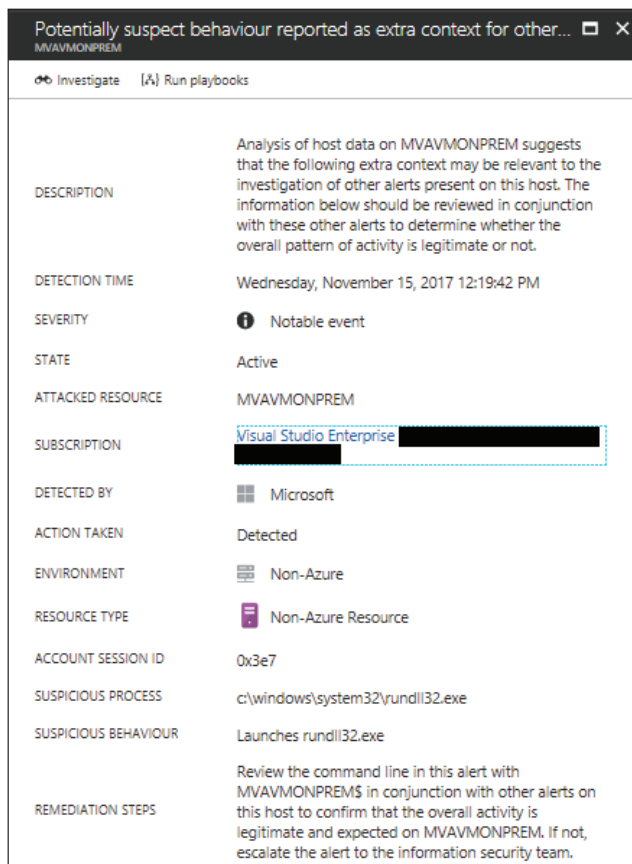 Potentially suspect behaviour reported as extra context for other...
MVAVMONPREM
Investigate Run playbooks
DESCRIPTION
Analysis of host data on MVAVMONPREM suggests
that the following extra context may be relevant to the
investigation of other alerts present on this host. The
information below should be reviewed in conjunction
with these other alerts to determine whether the
overall pattern of activity is legitimate or not.
DETECTION TIME Wednesday, November 15, 2017 12:19:42 PM
SEVERITY Notable event
STATE Active
ATTACKED RESOURCE MVAVMONPREM
SUBSCRIPTION Visual Studio Enterprise
DETECTED BY Microsoft
ACTION TAKEN Detected
ENVIRONMENT Non-Azure
RESOURCE TYPE Non-Azure Resource
ACCOUNT SESSION ID 0x3e7
SUSPICIOUS PROCESS c:\windows\system32\rundll32.exe
SUSPICIOUS BEHAVIOUR Launches rundll32.exe
REMEDIATION STEPS
Review the command line in this alert with
MVAVMONPREM$ in conjunction with other alerts on
this host to confirm that the overall activity is
legitimate and expected on MVAVMONPREM. If not,
escalate the alert to the information security team.